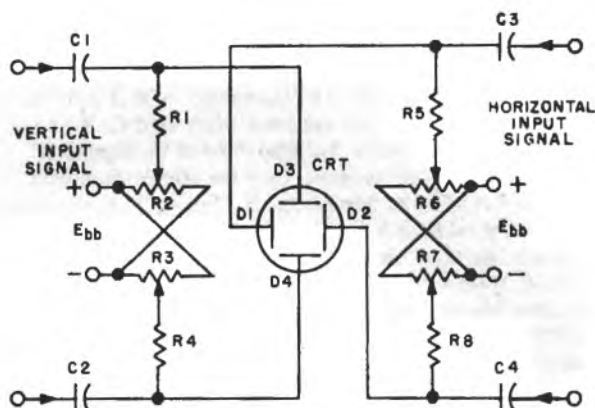 C1
C3
R1
R5
VERTICAL
INPUT
SIGNAL
HORIZONTAL
INPUT
SIGNAL
D3 CRT
+
R2
R6
+
Ebb
D1
D2
Ebb
R3
R7
−
−
D4
R4
R8
C2
C4